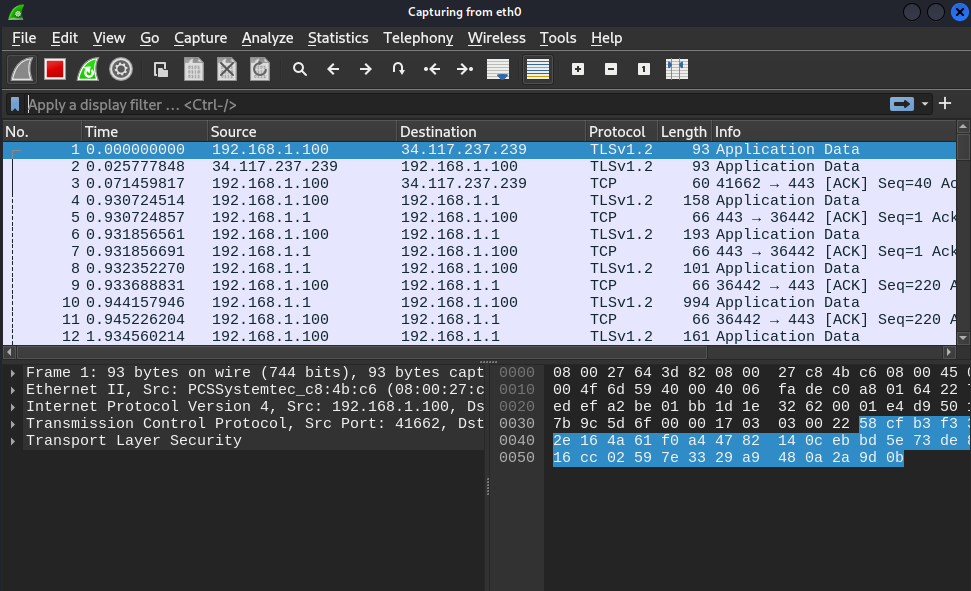 Capturing from eth0
File Edit View Go Capture Analyze Statistics Telephony Wireless Tools Help
Apply a display filter … <Ctrl-/>
No. Time Source Destination Protocol Length Info
1 0.000000000 192.168.1.100 34.117.237.239 TLSv1.2 93 Application Data
2 0.025777848 34.117.237.239 192.168.1.100 TLSv1.2 93 Application Data
3 0.071459817 192.168.1.100 34.117.237.239 TCP 60 41662 → 443 [ACK] Seq=40 Ac
4 0.930724514 192.168.1.100 192.168.1.1 TLSv1.2 158 Application Data
5 0.930724857 192.168.1.1 192.168.1.100 TCP 66 443 → 36442 [ACK] Seq=1 Ack
6 0.931856561 192.168.1.100 192.168.1.1 TLSv1.2 193 Application Data
7 0.931856691 192.168.1.1 192.168.1.100 TCP 66 443 → 36442 [ACK] Seq=1 Ack
8 0.932352270 192.168.1.1 192.168.1.100 TLSv1.2 101 Application Data
9 0.933688831 192.168.1.100 192.168.1.1 TCP 66 36442 → 443 [ACK] Seq=220 A
10 0.944157946 192.168.1.1 192.168.1.100 TLSv1.2 994 Application Data
11 0.945226204 192.168.1.100 192.168.1.1 TCP 66 36442 → 443 [ACK] Seq=220 A
12 1.934560214 192.168.1.100 192.168.1.1 TLSv1.2 161 Application Data
Frame 1: 93 bytes on wire (744 bits), 93 bytes capt
Ethernet II, Src: PCSSystemtec_c8:4b:c6 (08:00:27:c
Internet Protocol Version 4, Src: 192.168.1.100, Ds
Transmission Control Protocol, Src Port: 41662, Dst
Transport Layer Security
0000 08 00 27 64 3d 82 08 00 27 c8 4b c6 08 00 45 0
0010 00 4f 6d 59 40 00 40 06 fa de c0 a8 01 64 22
0020 ed ef a2 be 01 bb 1d 1e 32 62 00 01 e4 d9 50
0030 7b 9c 5d 6f 00 00 17 03 03 00 22 58 cf b3 f3
0040 2e 16 4a 61 f0 a4 47 82 14 0c eb bd 5e 73 de
0050 16 cc 02 59 7e 33 29 a9 48 0a 2a 9d 0b